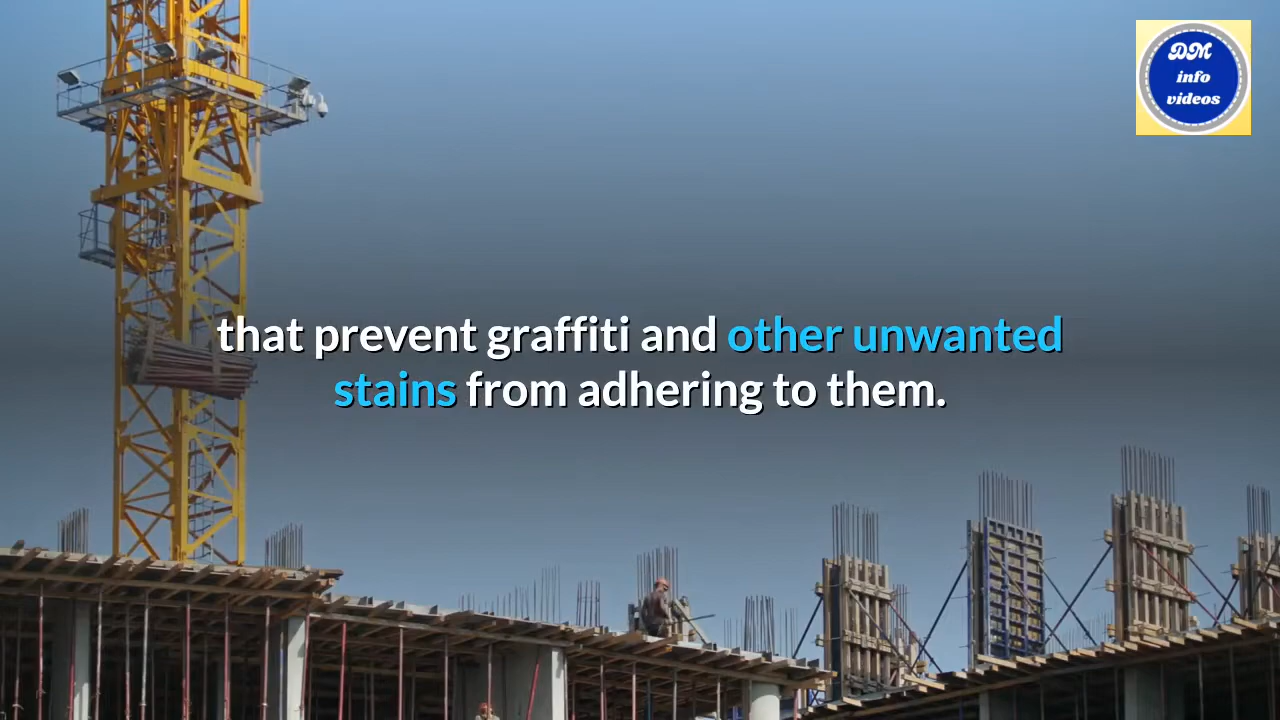 DM
info
videos
that prevent graffiti and other unwanted
stains from adhering to them.